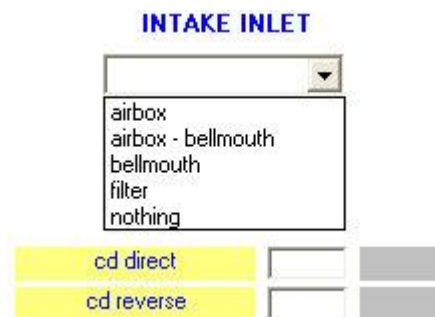 INTAKE INLET
airbox
airbox - bellmouth
bellmouth
filter
nothing
cd direct
cd reverse